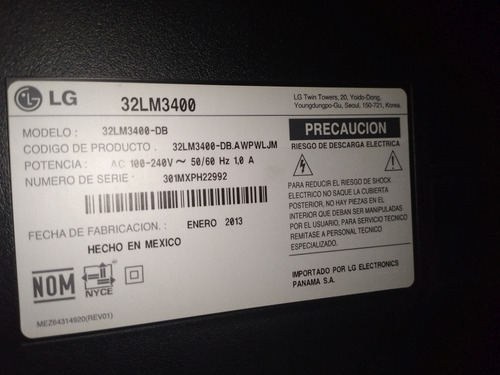 LG
32LM3400
LG Twin Towers, 20, Yoido-Dong,
Youngdungpo-Gu, Seoul, 150-721, Korea.
MODELO : 32LM3400-DB
CODIGO DE PRODUCTO : 32LM3400-DB.AWPWLJM
POTENCIA : AC 100-240V ~ 50/60 Hz 1.0 A
NUMERO DE SERIE : 301MXPH22992
FECHA DE FABRICACION : ENERO 2013
HECHO EN MEXICO
NOM
NYCE
MEZ64314920(REV01)
PRECAUCION
RIESGO DE DESCARGA ELECTRICA
PARA REDUCIR EL RIESGO DE SHOCK
ELECTRICO NO SAQUE LA CUBIERTA
POSTERIOR, NO HAY PIEZAS EN EL
INTERIOR QUE DEBAN SER MANIPULADAS
POR EL USUARIO, PARA SERVICIO TECNICO
REMITASE A PERSONAL TECNICO
ESPECIALIZADO.
IMPORTADO POR LG ELECTRONICS
PANAMA S.A.